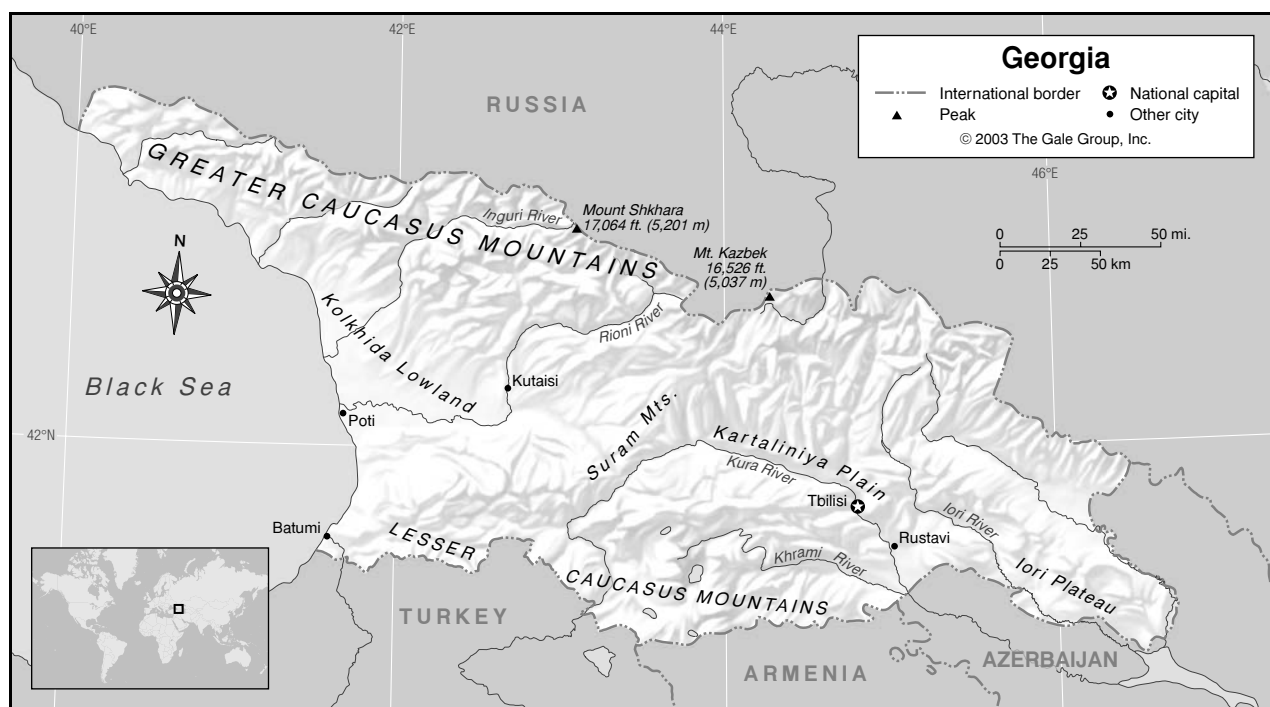 40°E
42°E
44°E
Georgia
International border
National capital
Peak
Other city
© 2003 The Gale Group, Inc.
46°E
RUSSIA
GREATER CAUCASUS MOUNTAINS
Inguri River
Mount Shkhara
17,064 ft. (5,201 m)
Mt. Kazbek
16,526 ft.
(5,037 m)
0 25 50 mi.
0 25 50 km
N
Kolkhida Lowland
Rioni River
Black Sea
Kutaisi
Poti
42°N
Suram Mts.
Kartaliniya Plain
Kura River
Tbilisi
Iori River
Batumi
LESSER
Rustavi
Khrami River
CAUCASUS MOUNTAINS
Iori Plateau
TURKEY
ARMENIA
AZERBAIJAN